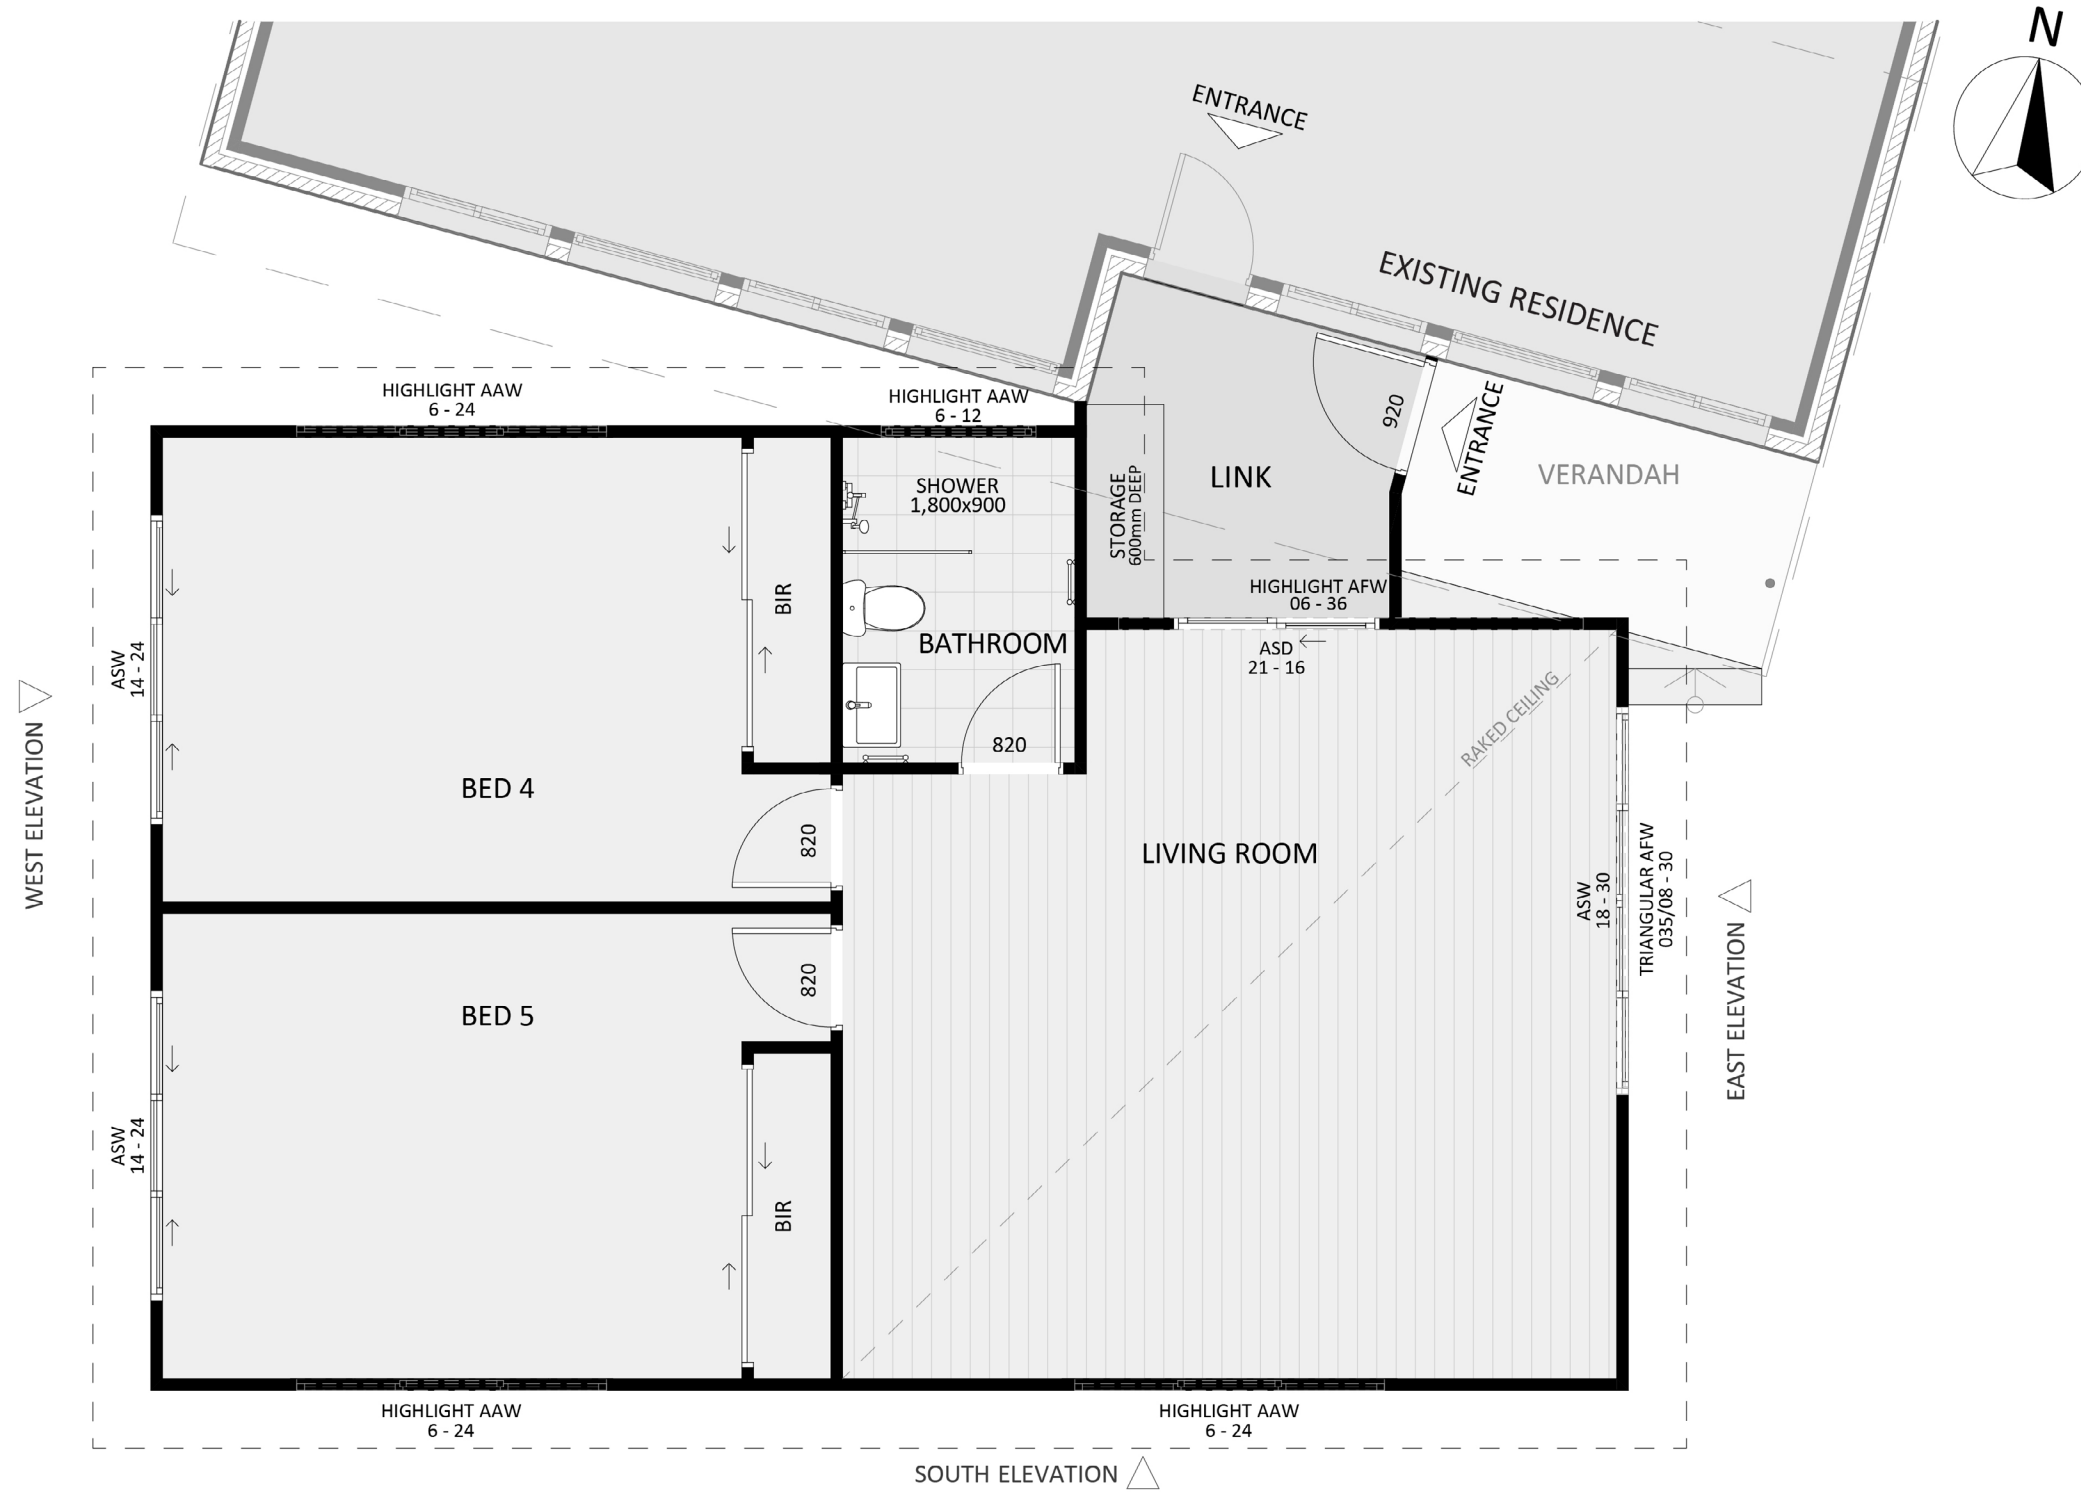 N
ENTRANCE
EXISTING RESIDENCE
HIGHLIGHT AAW
6 - 24
HIGHLIGHT AAW
6 - 12
920
ENTRANCE
VERANDAH
LINK
STORAGE
600mm DEEP
SHOWER
1,800x900
BIR
HIGHLIGHT AFW
06 - 36
BATHROOM
ASD
21 - 16
ASW
14 - 24
RAKED CEILING
820
WEST ELEVATION
BED 4
820
LIVING ROOM
ASW
18 - 30
TRIANGULAR AFW
035/08 - 30
820
BED 5
EAST ELEVATION
ASW
14 - 24
BIR
HIGHLIGHT AAW
6 - 24
HIGHLIGHT AAW
6 - 24
SOUTH ELEVATION